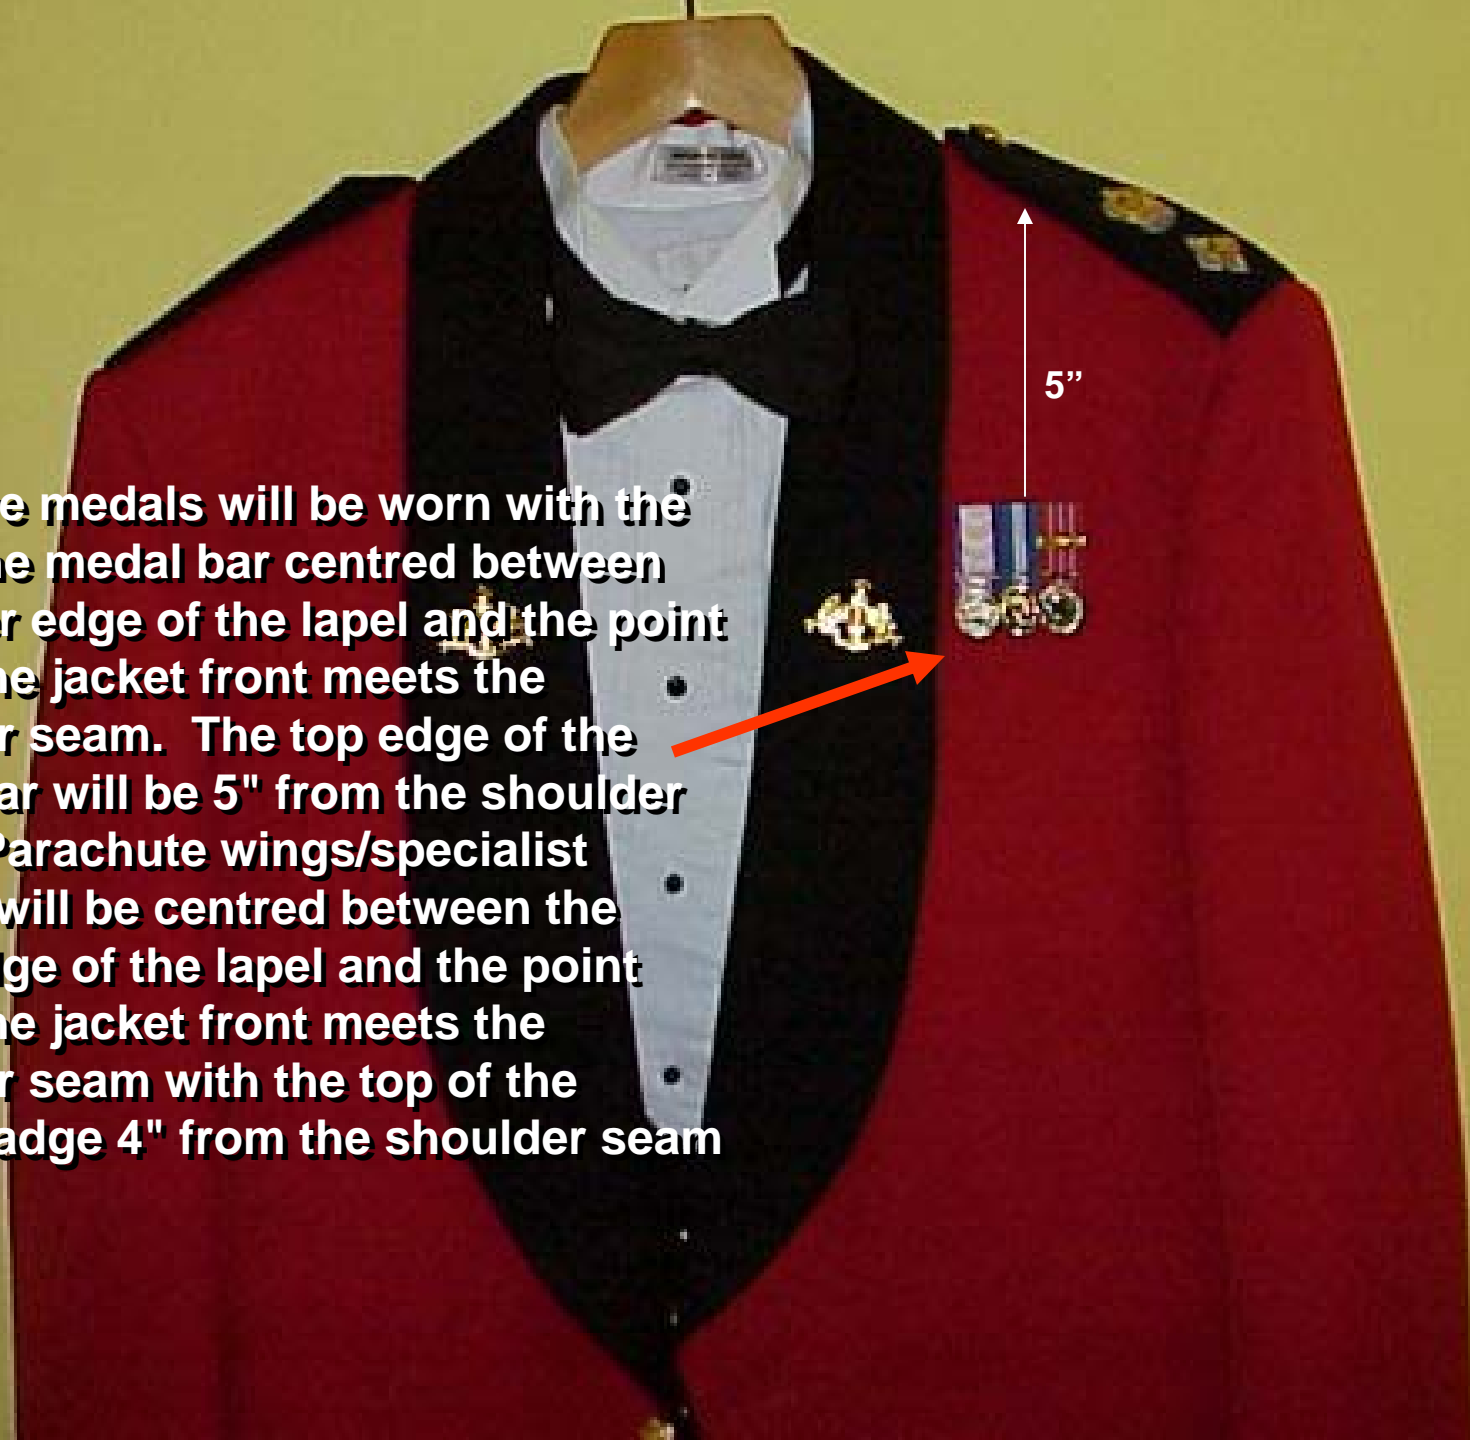 5”
e medals will be worn with the
e medal bar centred between
r edge of the lapel and the point
e jacket front meets the
r seam.  The top edge of the
ar will be 5" from the shoulder
Parachute wings/specialist
will be centred between the
ge of the lapel and the point
e jacket front meets the
r seam with the top of the
adge 4" from the shoulder seam